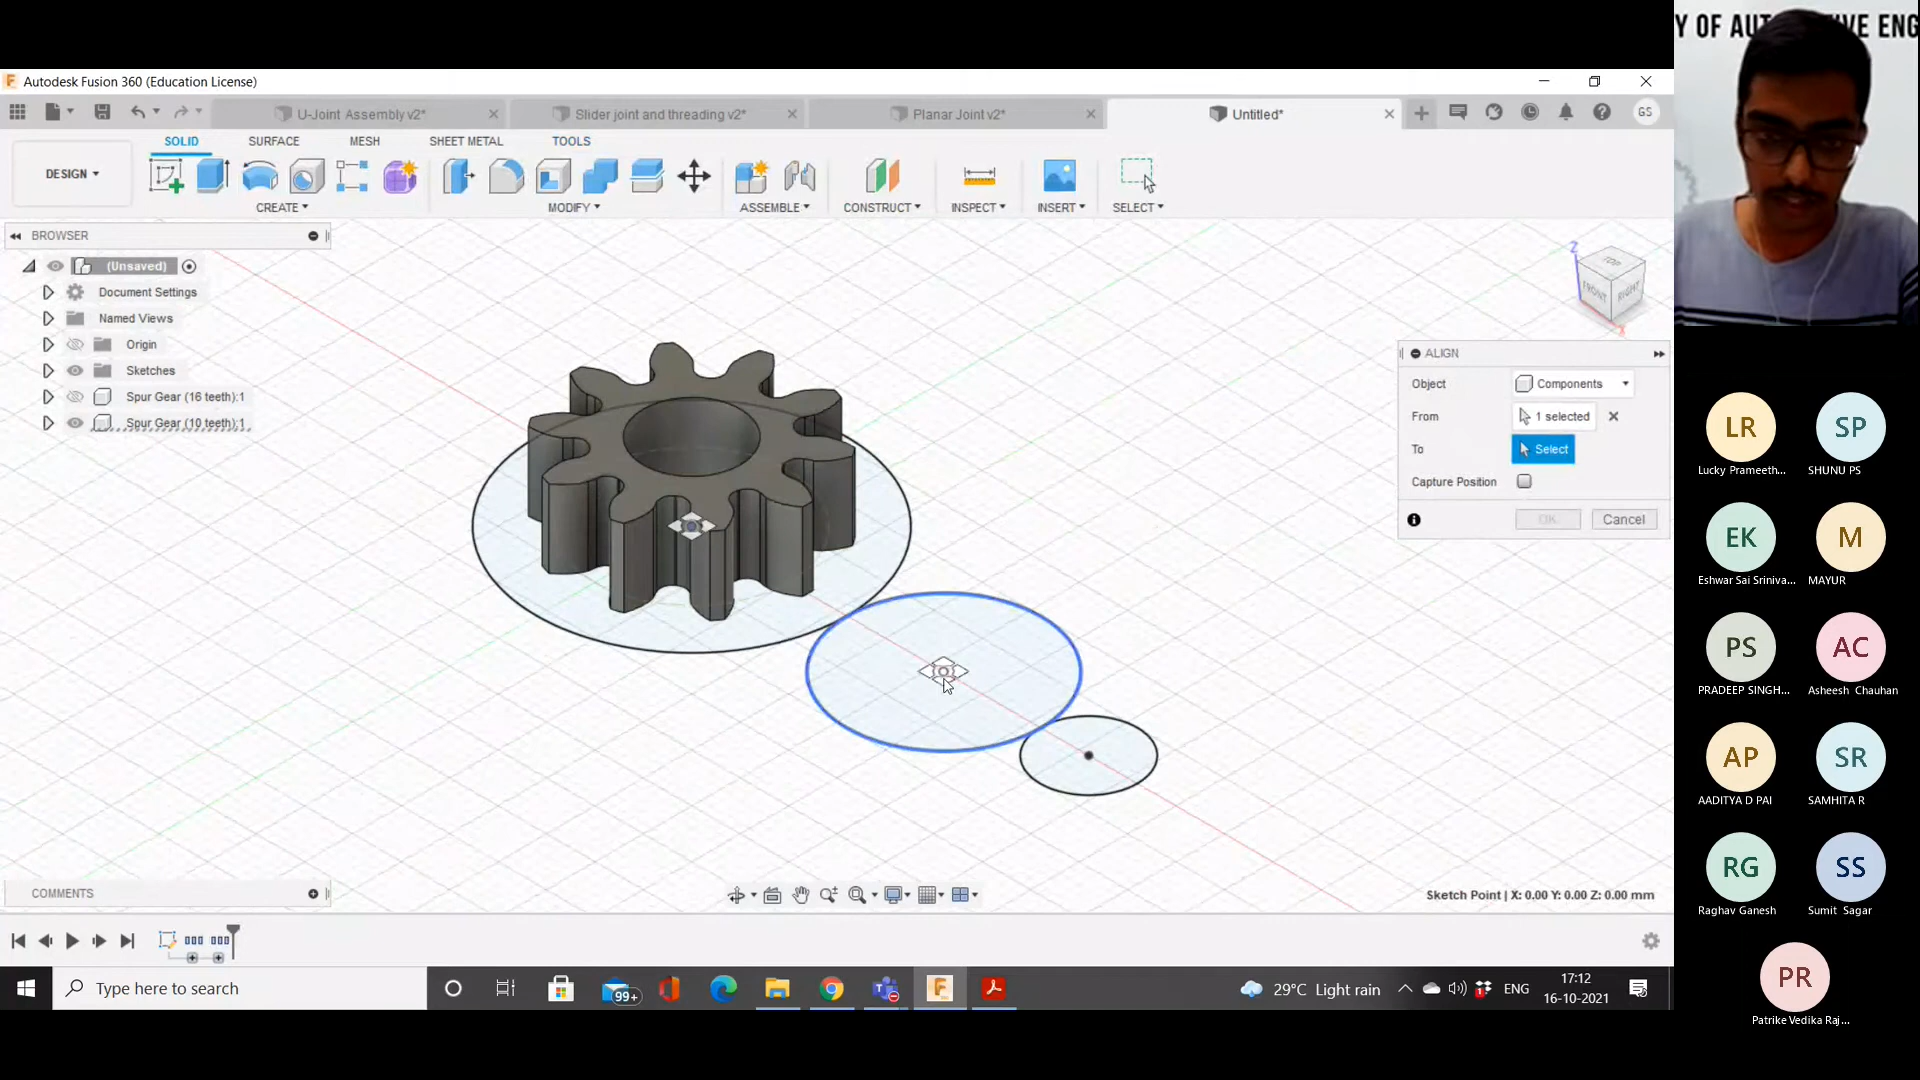 Y OF AU IVE ENG
Autodesk Fusion 360 (Education License)
U-Joint Assembly v2*
Slider joint and threading v2*
Planar Joint v2*
Untitled*
GS
SOLID
SURFACE
MESH
SHEET METAL
TOOLS
DESIGN
CREATE
MODIFY
ASSEMBLE
CONSTRUCT
INSPECT
INSERT
SELECT
BROWSER
(Unsaved)
Document Settings
Named Views
Origin
Sketches
Spur Gear (16 teeth):1
Spur Gear (10 teeth):1
Z
TOP
FRONT
RIGHT
X
ALIGN
Object
Components
From
1 selected
To
Select
Capture Position
OK
Cancel
COMMENTS
Sketch Point | X: 0.00 Y: 0.00 Z: 0.00 mm
Type here to search
99+
29°C Light rain
ENG
17:12
16-10-2021
LR
Lucky Prameeth...
SP
SHUNU PS
EK
Eshwar Sai Sriniva...
M
MAYUR
PS
PRADEEP SINGH...
AC
Asheesh Chauhan
AP
AADITYA D PAI
SR
SAMHITA R
RG
Raghav Ganesh
SS
Sumit Sagar
PR
Patrike Vedika Raj...